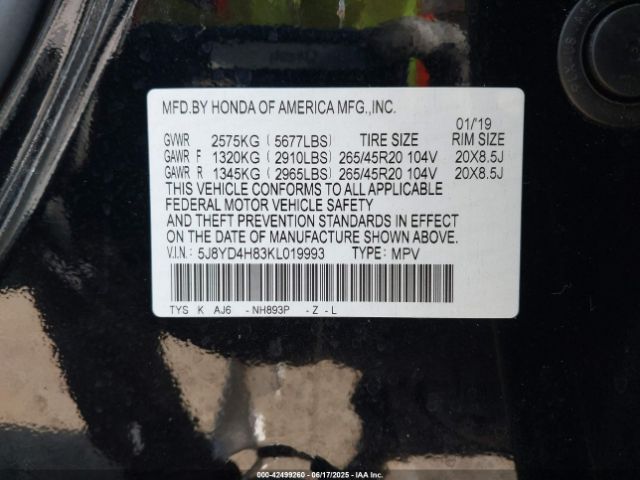 MFD.BY HONDA OF AMERICA MFG.,INC.
01/'19
GVWR 2575KG ( 5677LBS) TIRE SIZE RIM SIZE
GAWR F 1320KG ( 2910LBS) 265/45R20 104V 20X8.5J
GAWR R 1345KG ( 2965LBS) 265/45R20 104V 20X8.5J
THIS VEHICLE CONFORMS TO ALL APPLICABLE
FEDERAL MOTOR VEHICLE SAFETY
AND THEFT PREVENTION STANDARDS IN EFFECT
ON THE DATE OF MANUFACTURE SHOWN ABOVE.
V.I.N.: 5J8YD4H83KL019993 TYPE: MPV
TYS K AJ6 - NH893P - Z - L
000-42499260 - 06/17/2025 - IAA Inc.